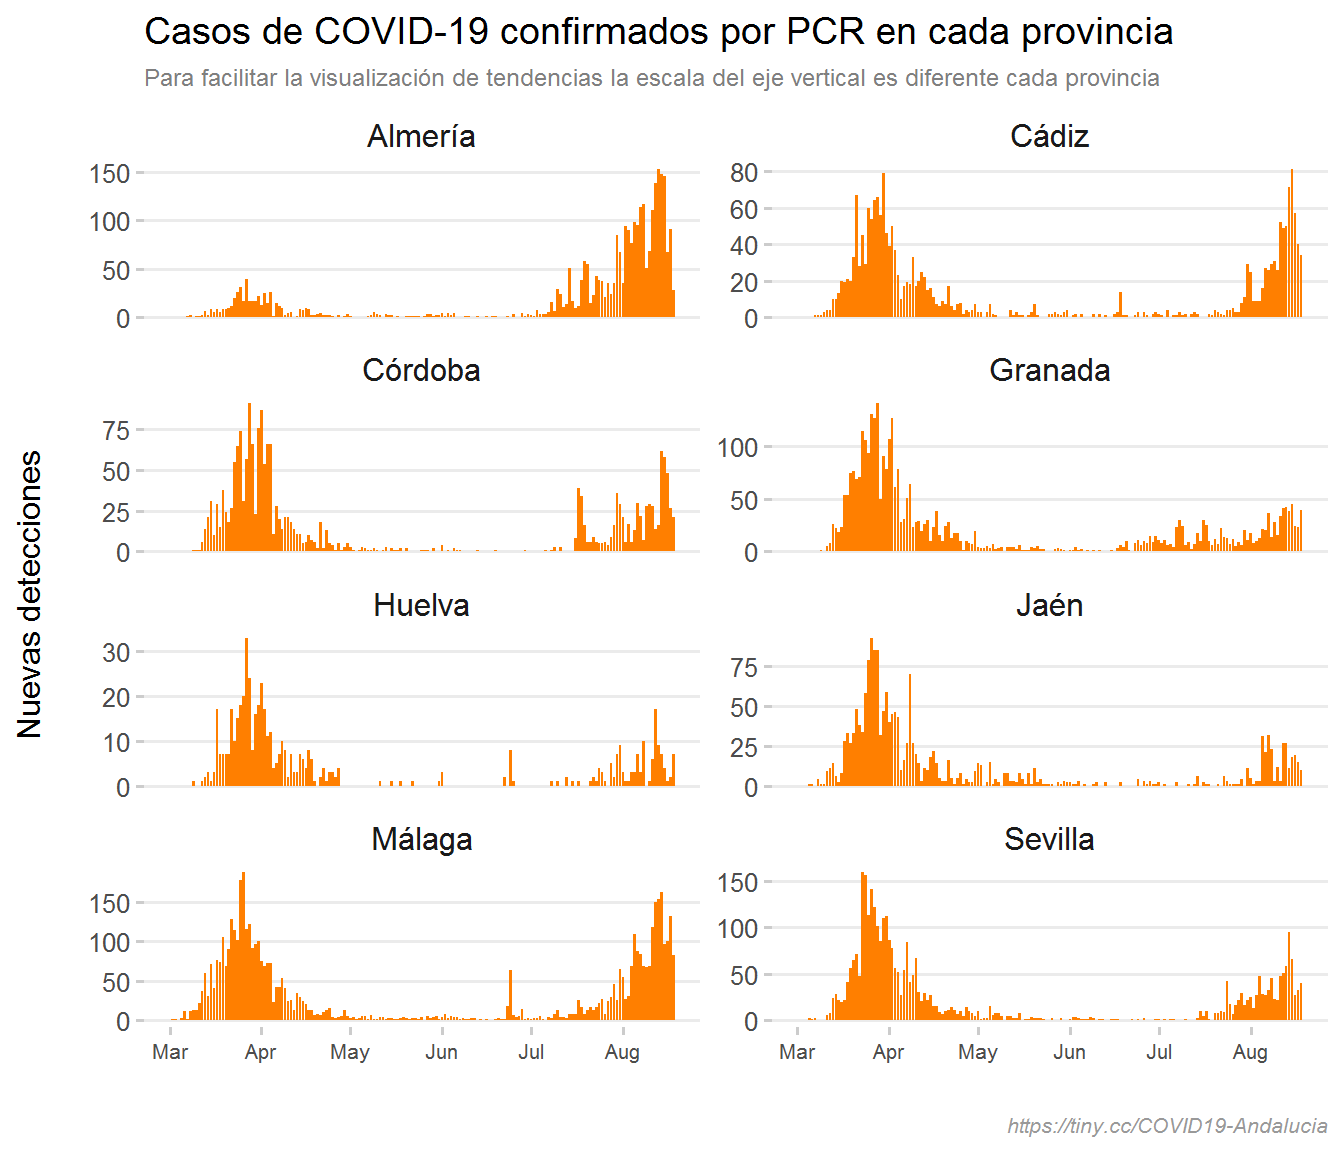 Casos de COVID-19 confirmados por PCR en cada provincia
Para facilitar la visualización de tendencias la escala del eje vertical es diferente cada provincia
Nuevas detecciones
Almería
150
100
50
0
Cádiz
80
60
40
20
0
Córdoba
75
50
25
0
Granada
100
50
0
Huelva
30
20
10
0
Jaén
75
50
25
0
Málaga
150
100
50
0
Mar Apr May Jun Jul Aug
Sevilla
150
100
50
0
Mar Apr May Jun Jul Aug
https://tiny.cc/COVID19-Andalucia